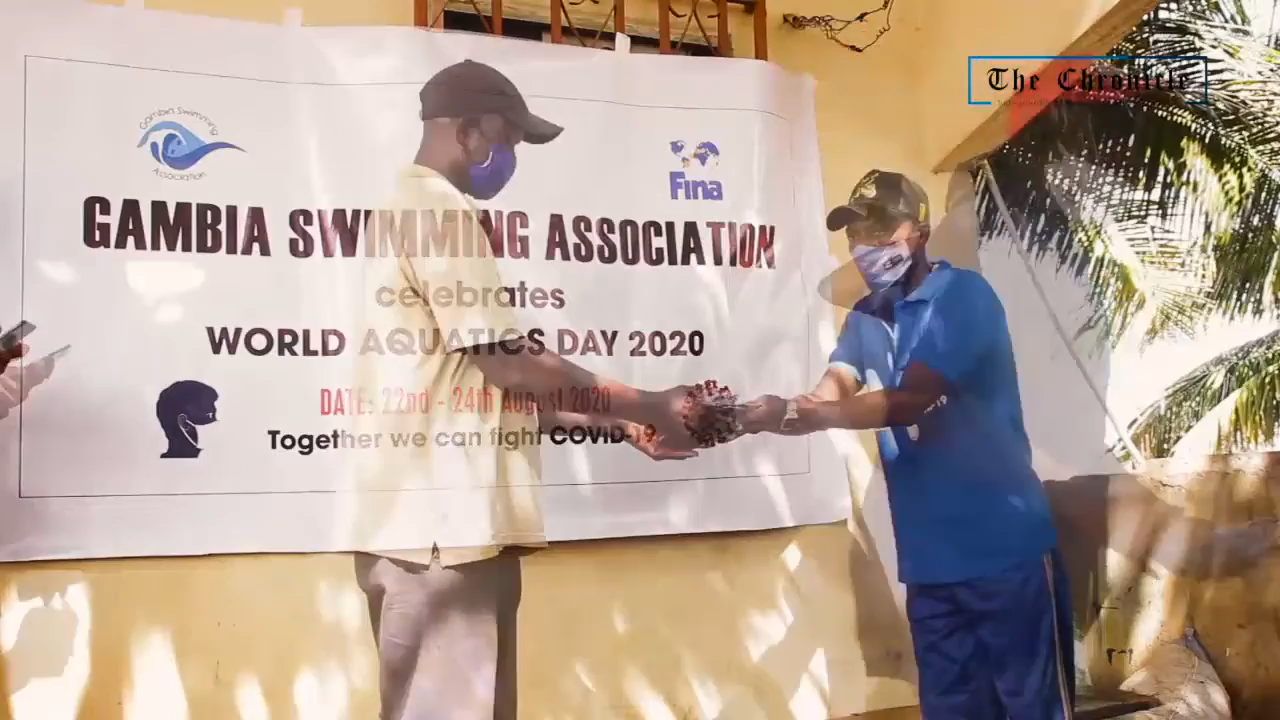 The Chronicle
Gambia Swimming
Association
Fina
GAMBIA SWIMMING ASSOCIATION
celebrates
WORLD AQUATICS DAY 2020
DATE: 22nd - 24th August 2020
Together we can fight COVID-19